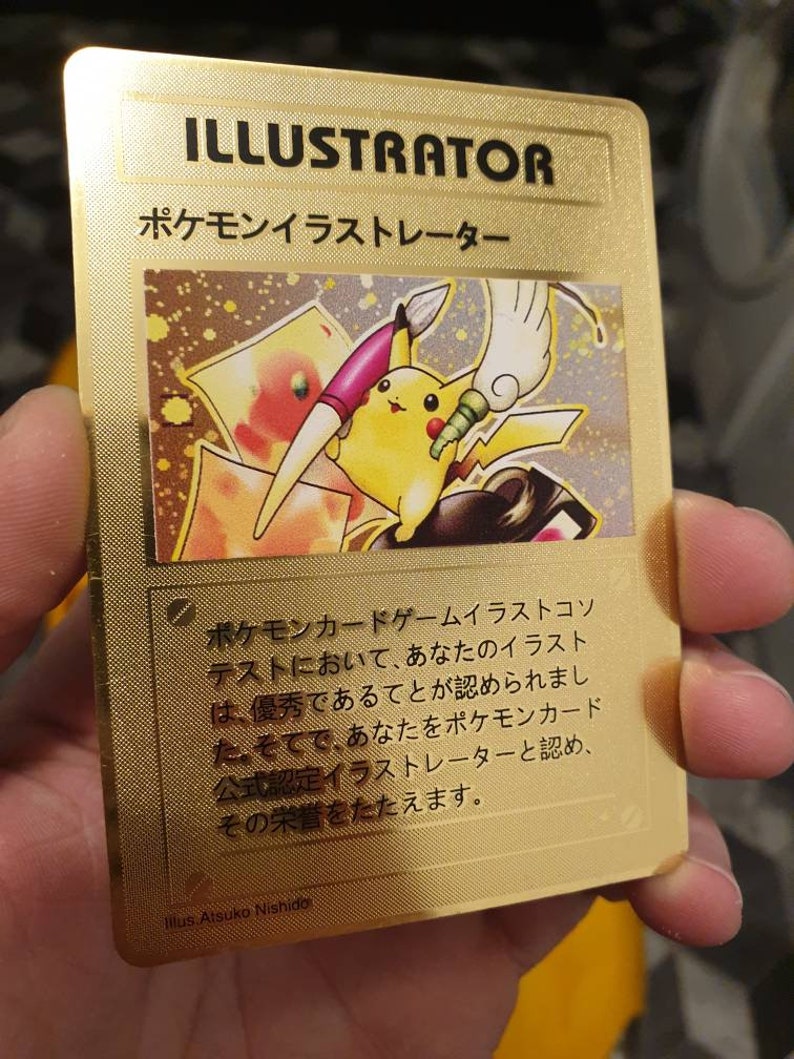 ILLUSTRATOR
ポケモンイラストレーター
ポケモンカードゲームイラストコソ
テストにおいて、あなたのイラスト
は、優秀であるてとが認められまし
た。そてで、あなたをポケモンカード
公式認定イラストレーターと認め、
その栄誉をたたえます。
Illus.Atsuko Nishido